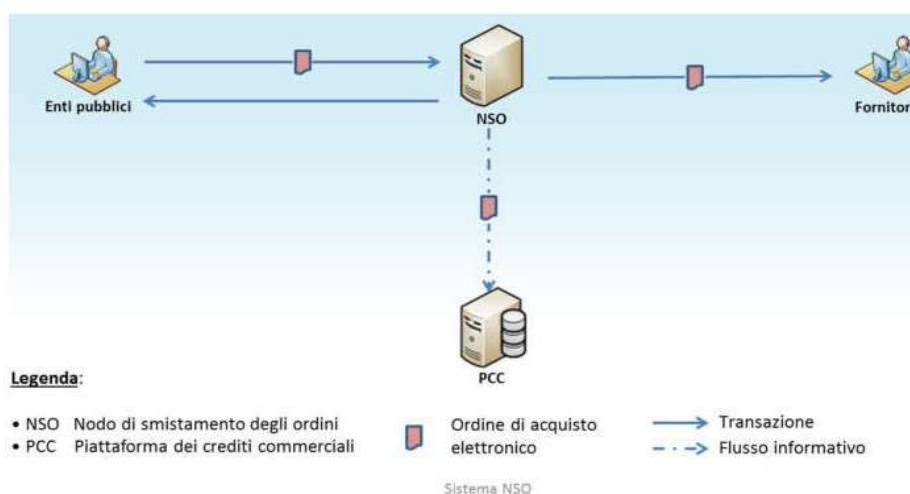 Enti pubblici
NSO
Fornitor
PCC
Legenda:
• NSO Nodo di smistamento degli ordini
• PCC Piattaforma dei crediti commerciali
Ordine di acquisto
elettronico
Transazione
Flusso informativo
Sistema NSO